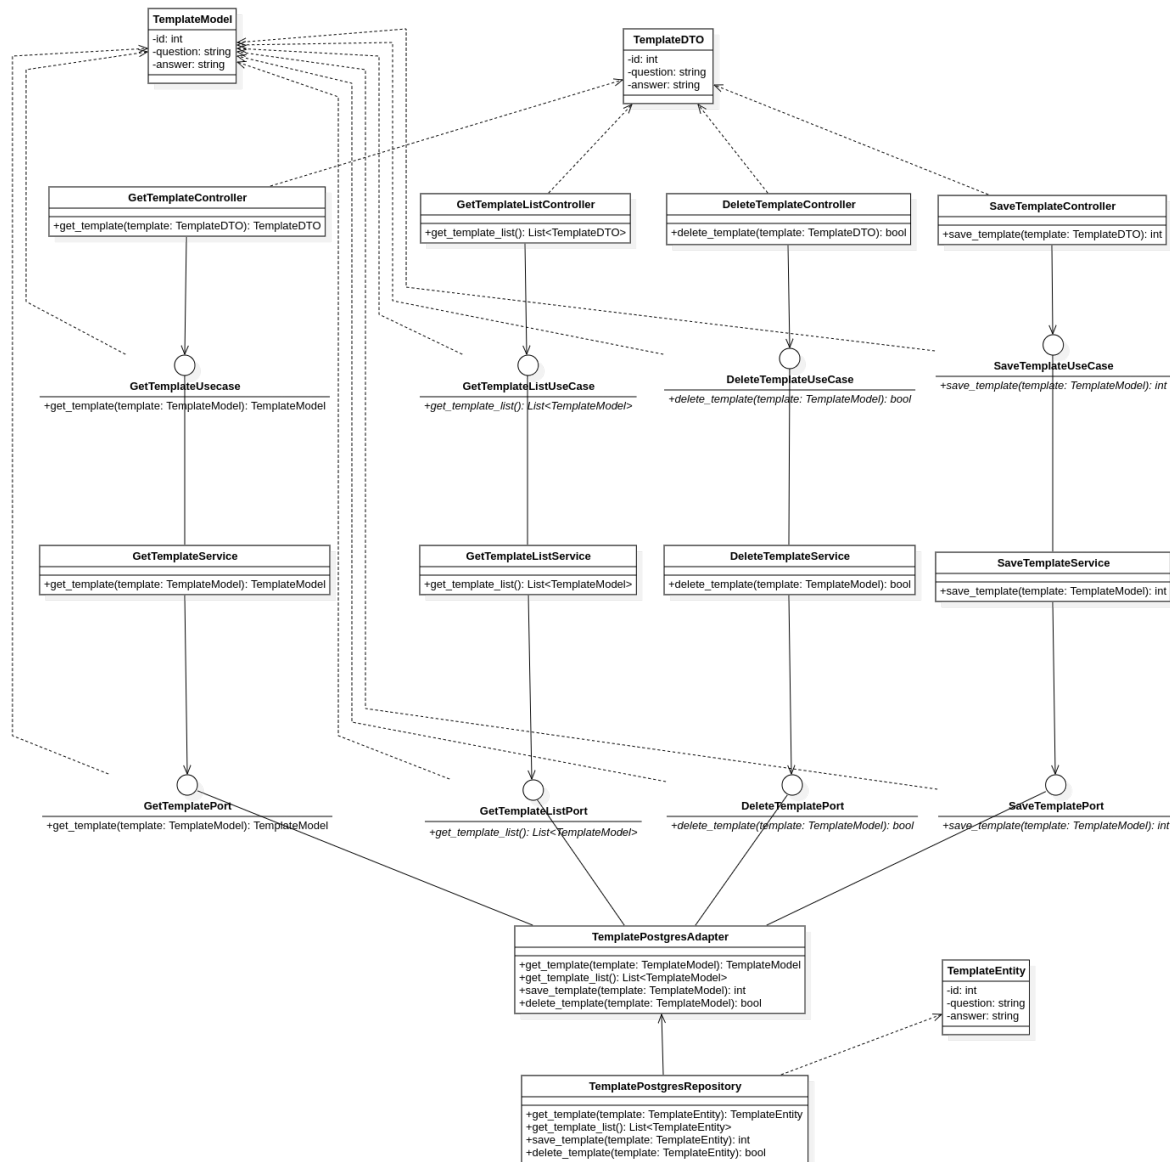 TemplateModel
-id: int
-question: string
-answer: string
TemplateDTO
-id: int
-question: string
-answer: string
GetTemplateController
+get_template(template: TemplateDTO): TemplateDTO
GetTemplateListController
+get_template_list(): List<TemplateDTO>
DeleteTemplateController
+delete_template(template: TemplateDTO): bool
SaveTemplateController
+save_template(template: TemplateDTO): int
GetTemplateUsecase
+get_template(template: TemplateModel): TemplateModel
GetTemplateListUseCase
+get_template_list(): List<TemplateModel>
DeleteTemplateUseCase
+delete_template(template: TemplateModel): bool
SaveTemplateUseCase
+save_template(template: TemplateModel): int
GetTemplateService
+get_template(template: TemplateModel): TemplateModel
GetTemplateListService
+get_template_list(): List<TemplateModel>
DeleteTemplateService
+delete_template(template: TemplateModel): bool
SaveTemplateService
+save_template(template: TemplateModel): int
GetTemplatePort
+get_template(template: TemplateModel): TemplateModel
GetTemplateListPort
+get_template_list(): List<TemplateModel>
DeleteTemplatePort
+delete_template(template: TemplateModel): bool
SaveTemplatePort
+save_template(template: TemplateModel): int
TemplatePostgresAdapter
+get_template(template: TemplateModel): TemplateModel
+get_template_list(): List<TemplateModel>
+save_template(template: TemplateModel): int
+delete_template(template: TemplateModel): bool
TemplateEntity
-id: int
-question: string
-answer: string
TemplatePostgresRepository
+get_template(template: TemplateEntity): TemplateEntity
+get_template_list(): List<TemplateEntity>
+save_template(template: TemplateEntity): int
+delete_template(template: TemplateEntity): bool